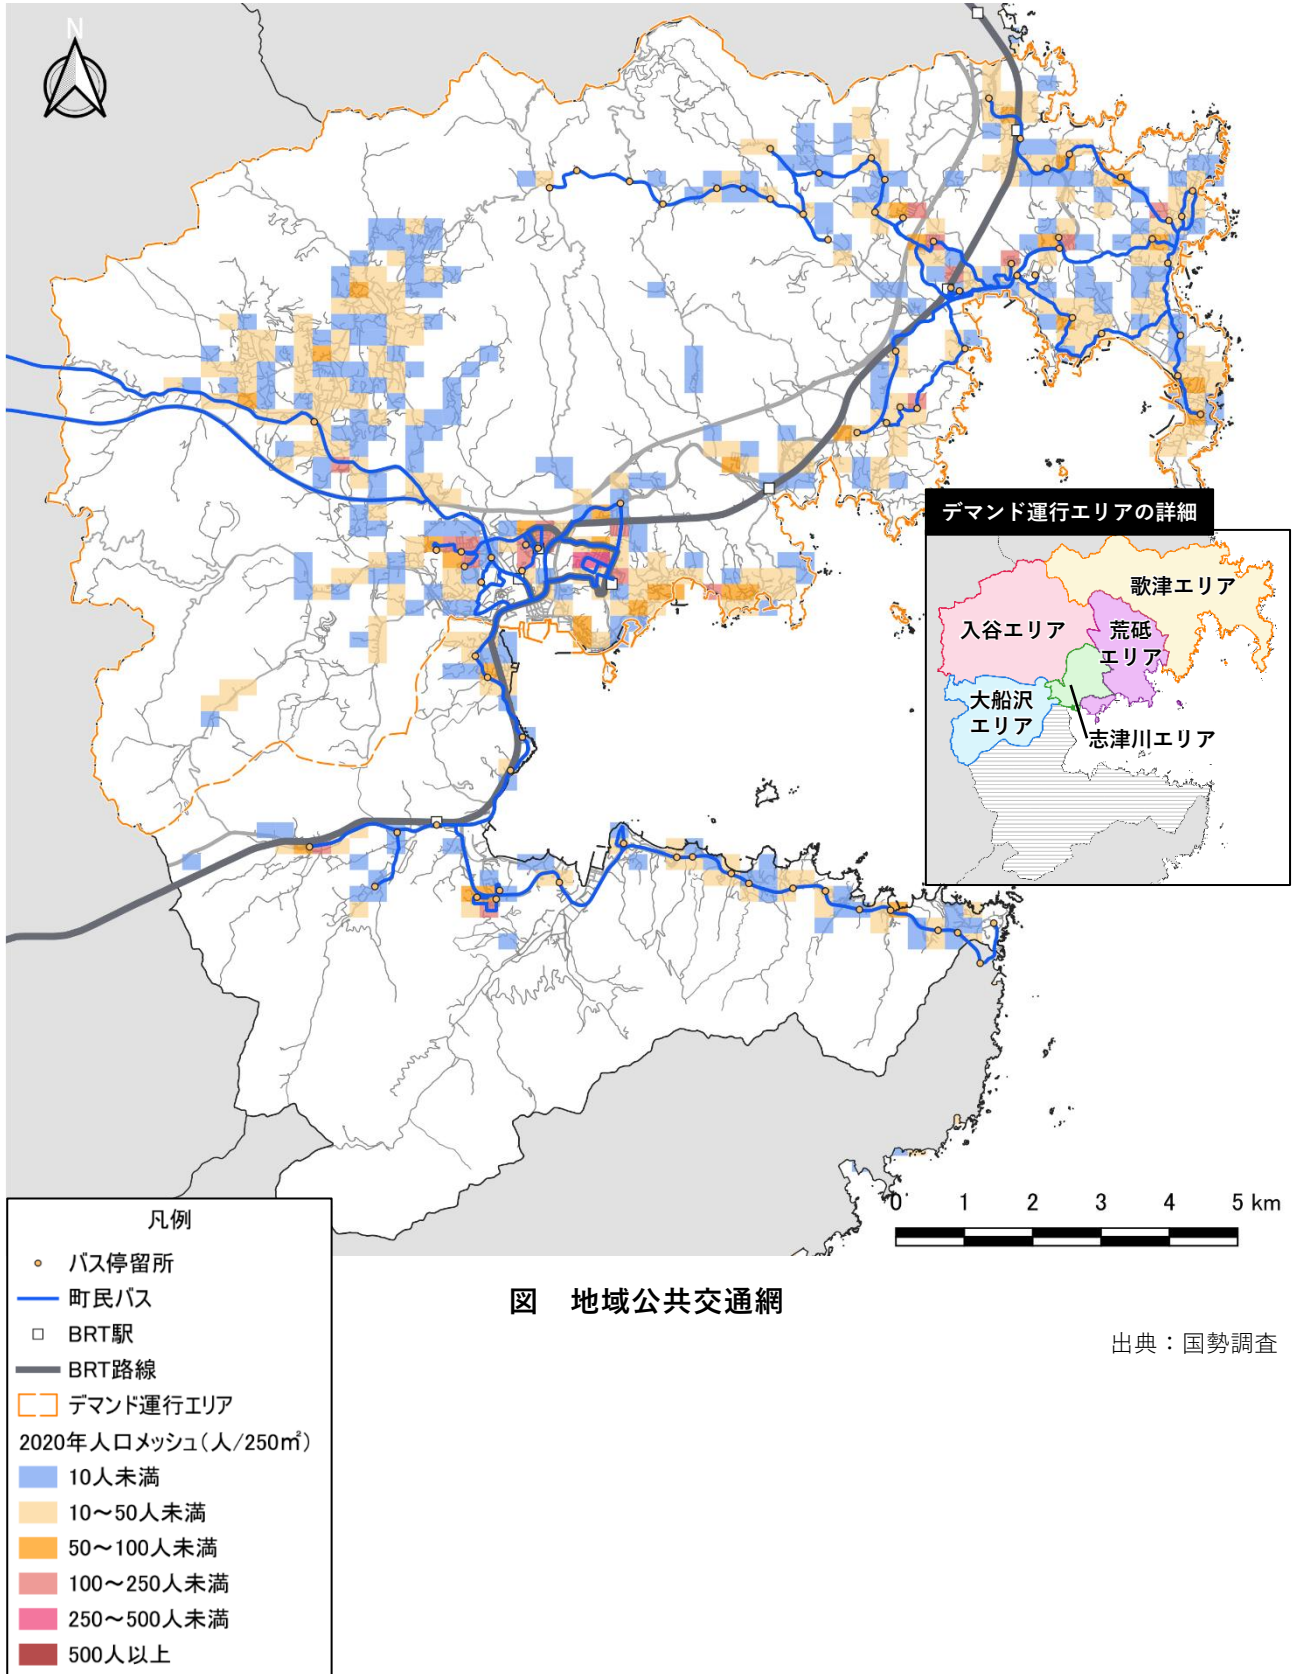 N
デマンド運行エリアの詳細
歌津エリア
入谷エリア
荒砥
エリア
大船沢
エリア
志津川エリア
0 1 2 3 4 5 km
凡例
バス停留所
町民バス
BRT駅
BRT路線
デマンド運行エリア
2020年人口メッシュ(人/250㎡)
10人未満
10～50人未満
50～100人未満
100～250人未満
250～500人未満
500人以上
図　地域公共交通網
出典：国勢調査